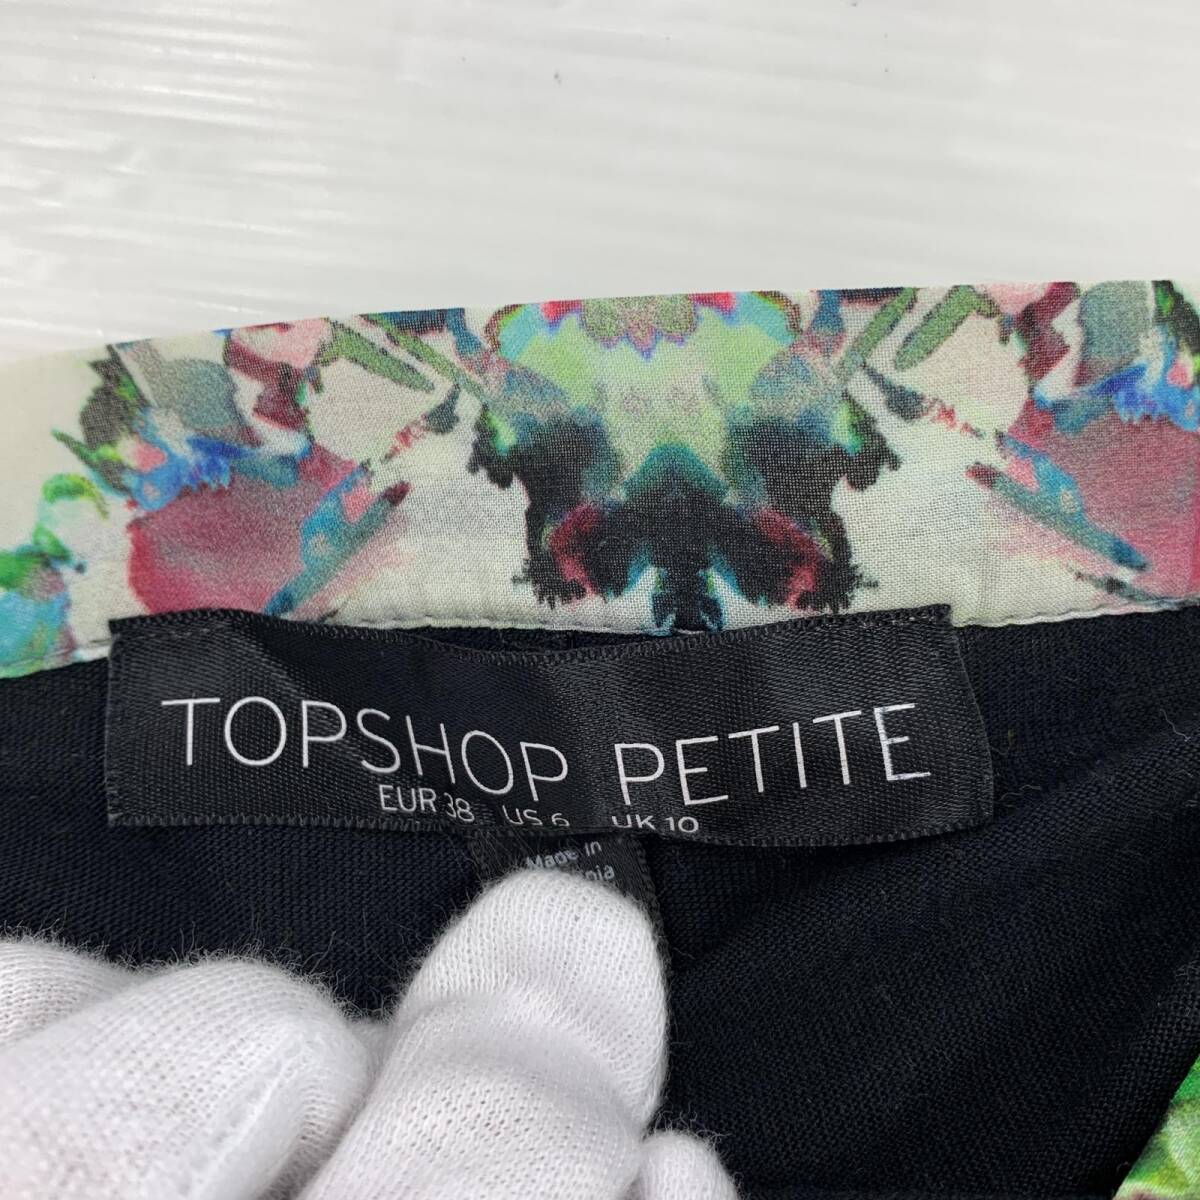 TOPSHOP PETITE
EUR 38 US 6 UK 10
Made in